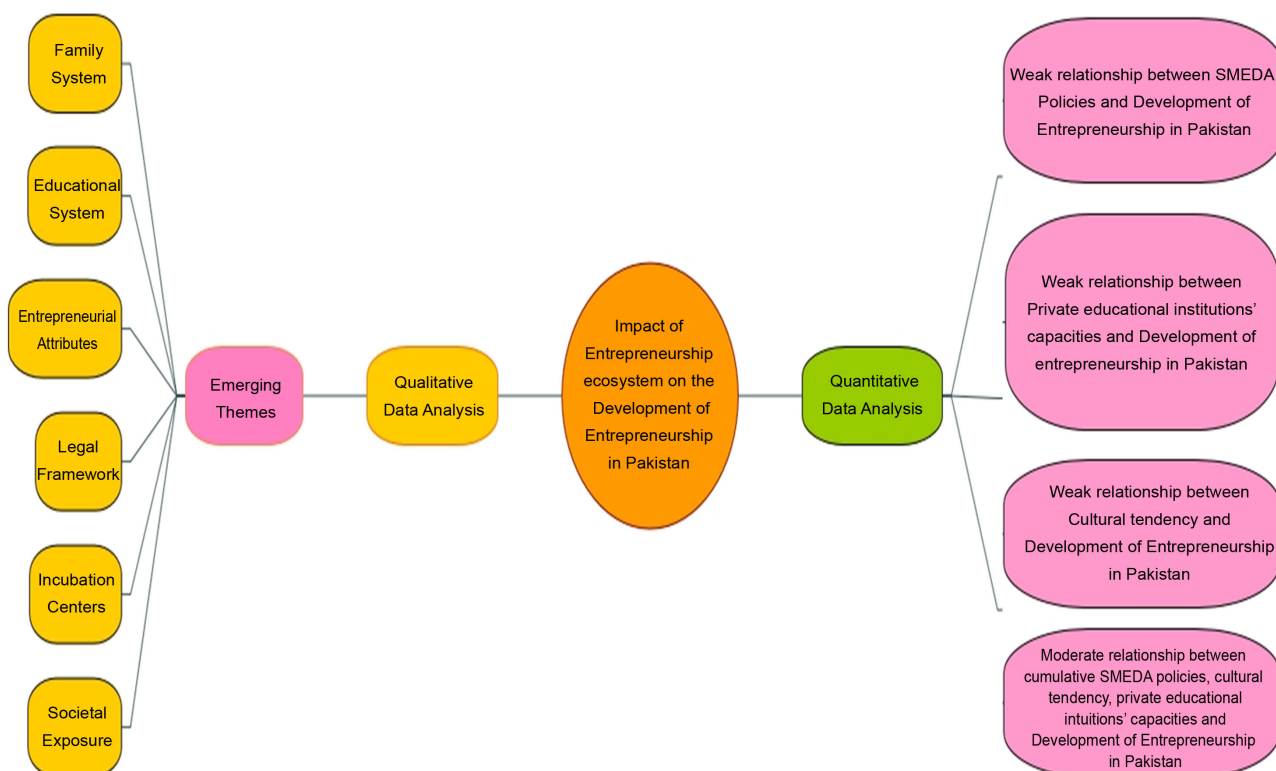 Family
System
Educational
System
Entrepreneurial
Attributes
Legal
Framework
Incubation
Centers
Societal
Exposure
Emerging
Themes
Qualitative
Data Analysis
Impact of
Entrepreneurship
ecosystem on the
Development of
Entrepreneurship
in Pakistan
Quantitative
Data Analysis
Weak relationship between SMEDA
Policies and Development of
Entrepreneurship in Pakistan
Weak relationship between
Private educational institutions’
capacities and Development of
entrepreneurship in Pakistan
Weak relationship between
Cultural tendency and
Development of Entrepreneurship
in Pakistan
Moderate relationship between
cumulative SMEDA policies, cultural
tendency, private educational
intuitions’ capacities and
Development of Entrepreneurship
in Pakistan